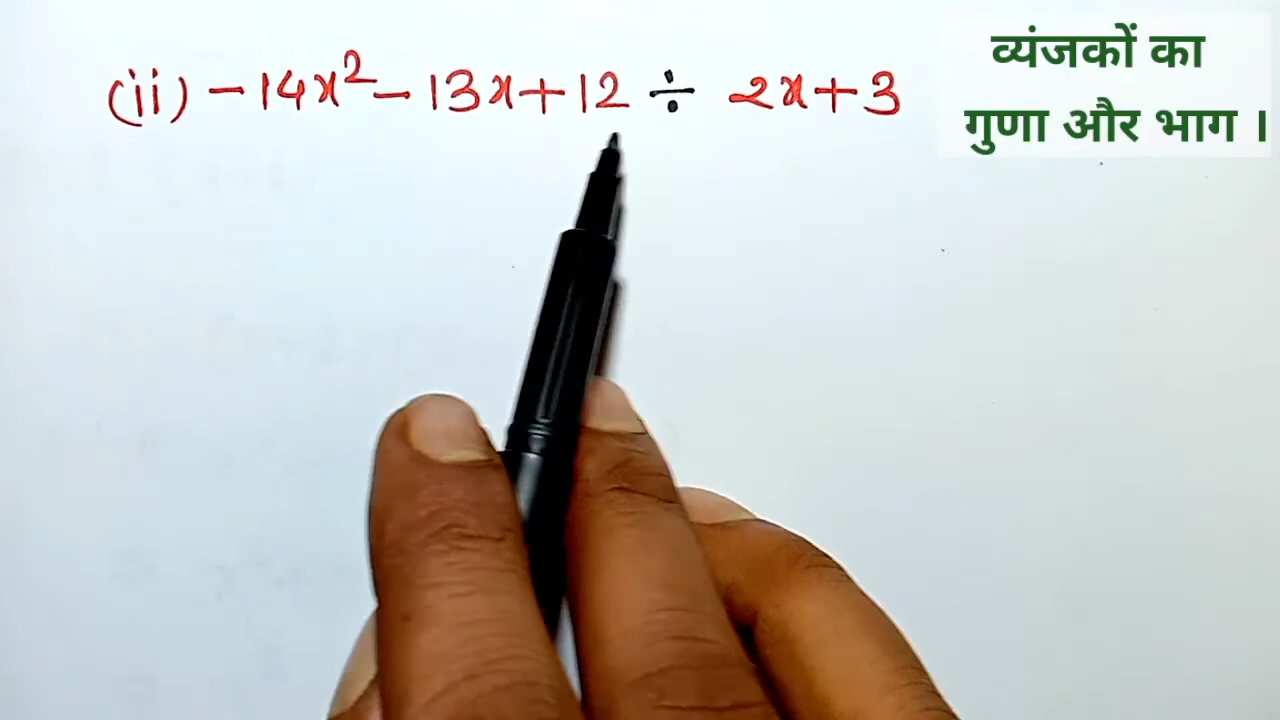 (ii) -14x² - 13x + 12 ÷ 2x + 3
व्यंजकों का
गुणा और भाग ।